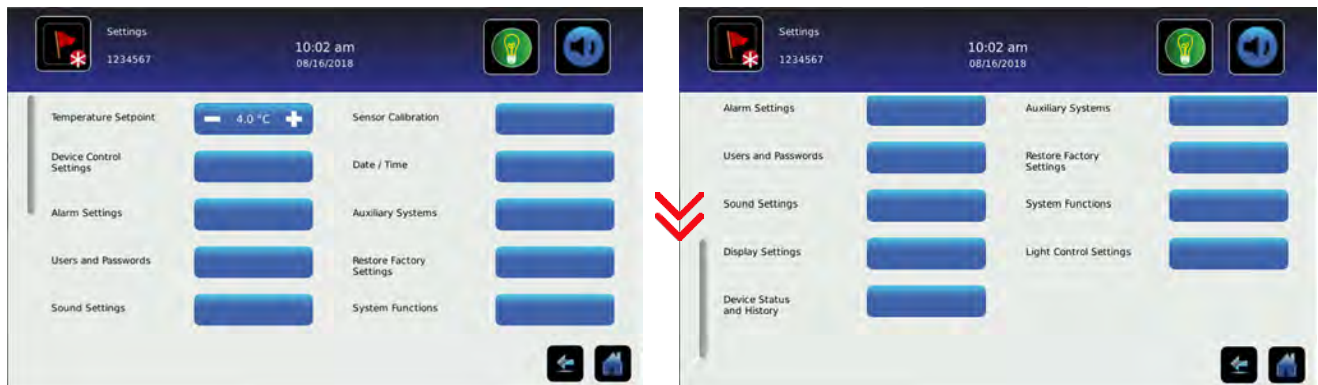 Settings
1234567
10:02 am
08/16/2018
Temperature Setpoint
4.0 °C
Sensor Calibration
Device Control
Settings
Date / Time
Alarm Settings
Auxiliary Systems
Users and Passwords
Restore Factory
Settings
Sound Settings
System Functions
Settings
1234567
10:02 am
08/16/2018
Alarm Settings
Auxiliary Systems
Users and Passwords
Restore Factory
Settings
Sound Settings
System Functions
Display Settings
Light Control Settings
Device Status
and History